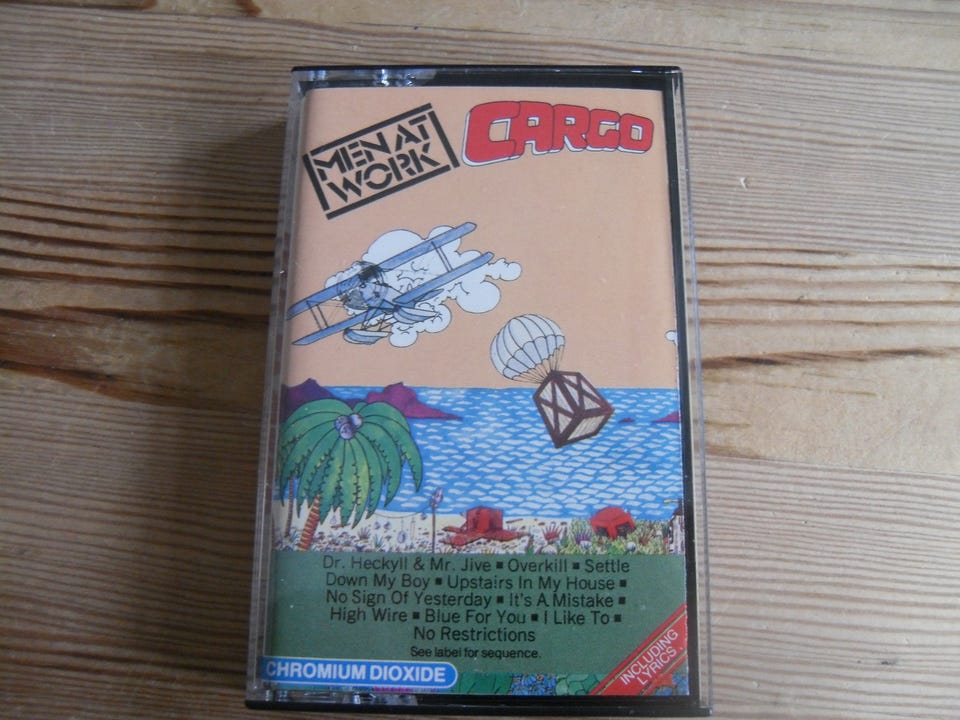 MEN AT
WORK
CARGO
Dr. Heckyll & Mr. Jive ▪ Overkill ▪ Settle
Down My Boy ▪ Upstairs In My House ▪
No Sign Of Yesterday ▪ It's A Mistake ▪
High Wire ▪ Blue For You ▪ I Like To ▪
No Restrictions
See label for sequence.
CHROMIUM DIOXIDE
INCLUDING
LYRICS